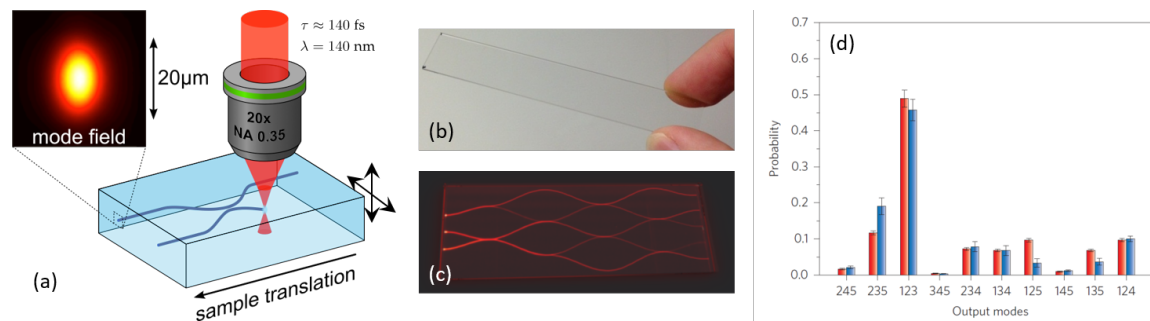 τ ≈ 140 fs
λ = 140 nm
20μm
mode field
20x
NA 0.35
(a)
sample translation
(b)
(c)
(d)
0.7
0.6
0.5
0.4
0.3
0.2
0.1
0.0
Probability
245 235 123 345 234 134 125 145 135 124
Output modes